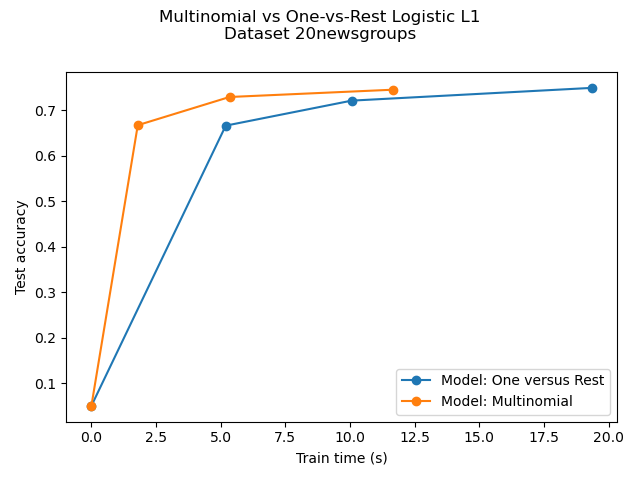 Multinomial vs One-vs-Rest Logistic L1
Dataset 20newsgroups
0.7
0.6
0.5
0.4
0.3
0.2
0.1
Test accuracy
Model: One versus Rest
Model: Multinomial
0.0 2.5 5.0 7.5 10.0 12.5 15.0 17.5 20.0
Train time (s)